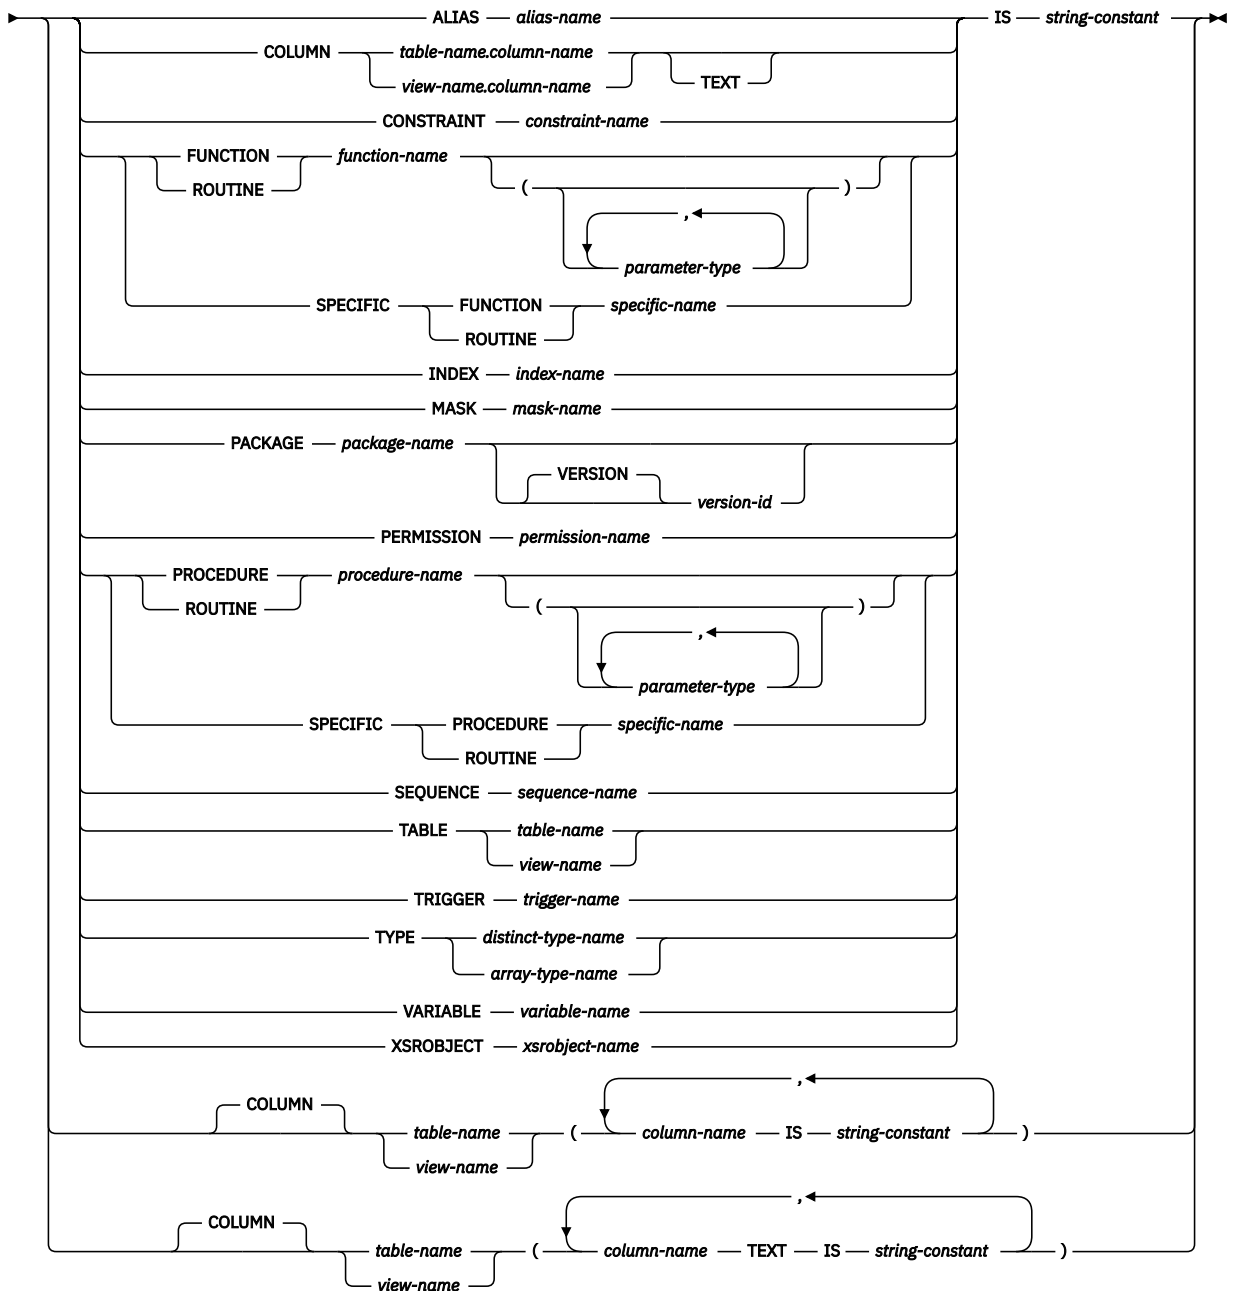 ALIAS alias-name IS string-constant
COLUMN table-name.column-name
view-name.column-name TEXT
CONSTRAINT constraint-name
FUNCTION function-name
ROUTINE ( )
,
parameter-type
SPECIFIC FUNCTION specific-name
ROUTINE
INDEX index-name
MASK mask-name
PACKAGE package-name
VERSION
version-id
PERMISSION permission-name
PROCEDURE procedure-name
ROUTINE ( )
,
parameter-type
SPECIFIC PROCEDURE specific-name
ROUTINE
SEQUENCE sequence-name
TABLE table-name
view-name
TRIGGER trigger-name
TYPE distinct-type-name
array-type-name
VARIABLE variable-name
XSROBJECT xsrobject-name
,
COLUMN
table-name ( column-name IS string-constant )
view-name
,
COLUMN
table-name ( column-name TEXT IS string-constant )
view-name